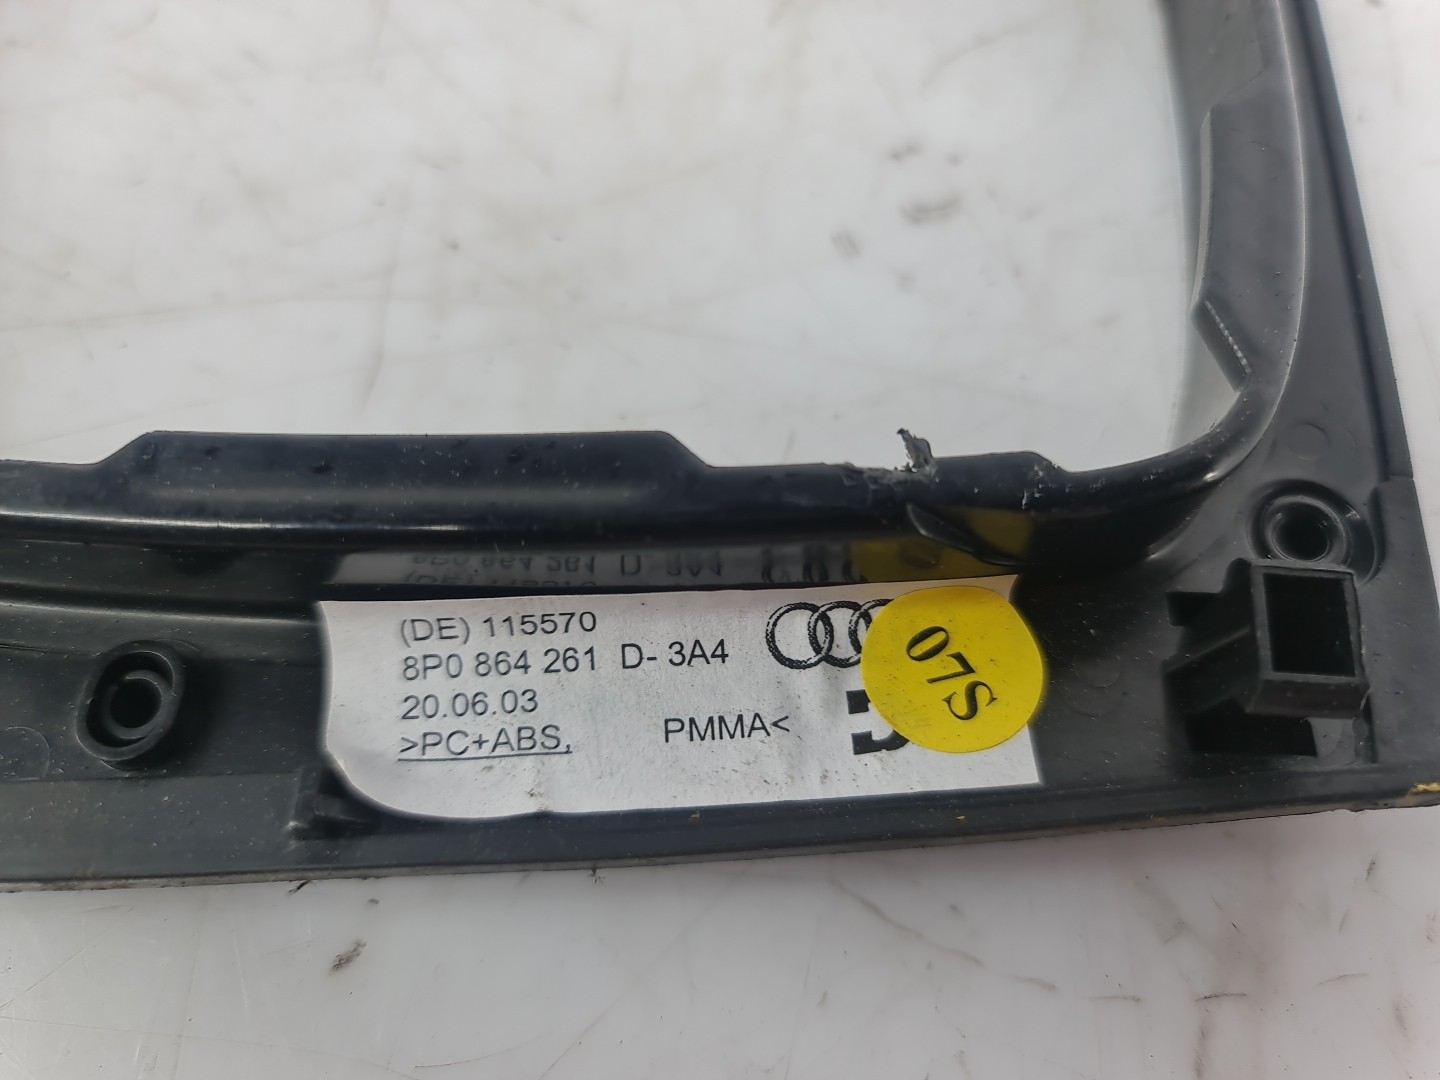 (DE) 115570
8P0 864 261 D- 3A4
20.06.03
>PC+ABS, PMMA<
07S